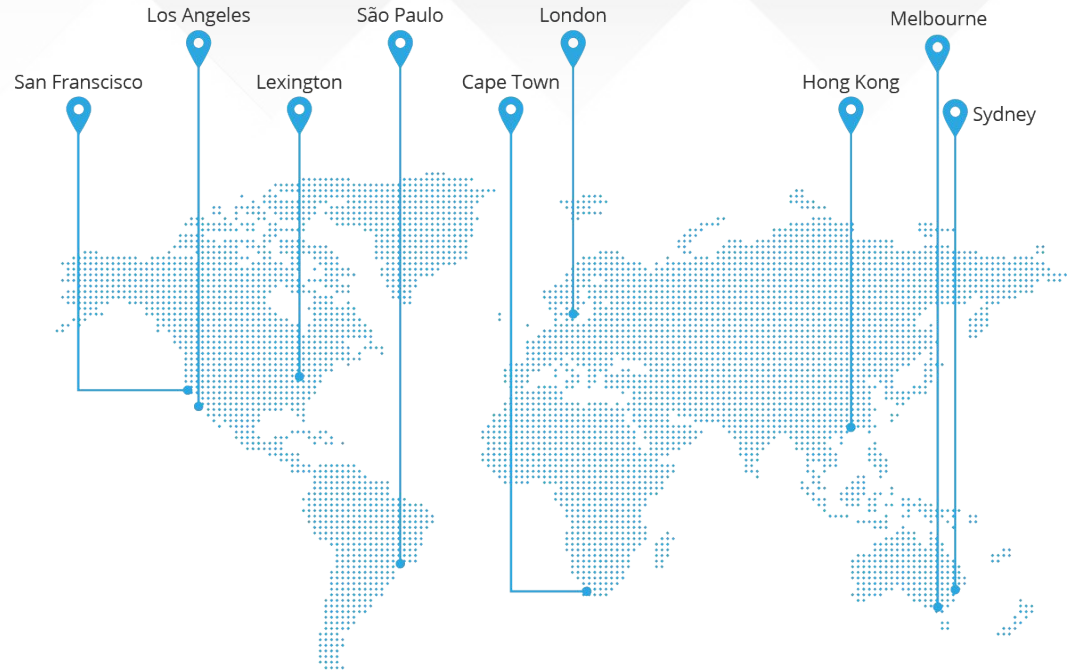 Los Angeles
São Paulo
London
Melbourne
San Franscisco
Lexington
Cape Town
Hong Kong
Sydney